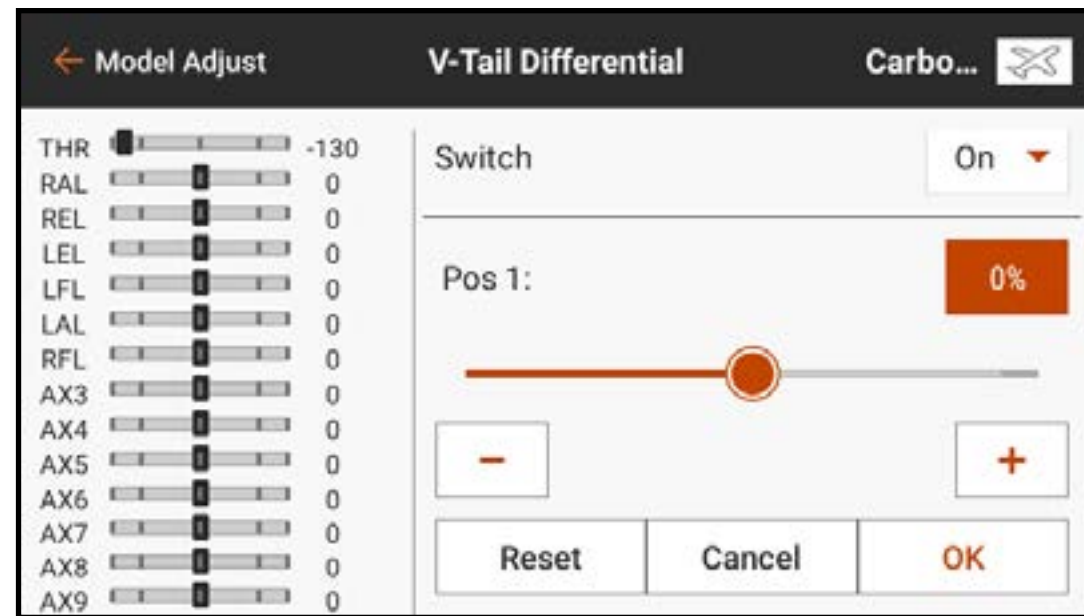 ← Model Adjust V-Tail Differential Carbo...
THR -130
RAL 0
REL 0
LEL 0
LFL 0
LAL 0
RFL 0
AX3 0
AX4 0
AX5 0
AX6 0
AX7 0
AX8 0
AX9 0
Switch On
Pos 1: 0%
− +
Reset Cancel OK